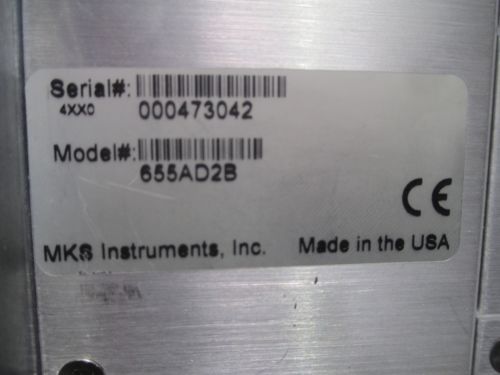 Serial#:
4XX0 000473042
Model#:
655AD2B
CE
MKS Instruments, Inc. Made in the USA